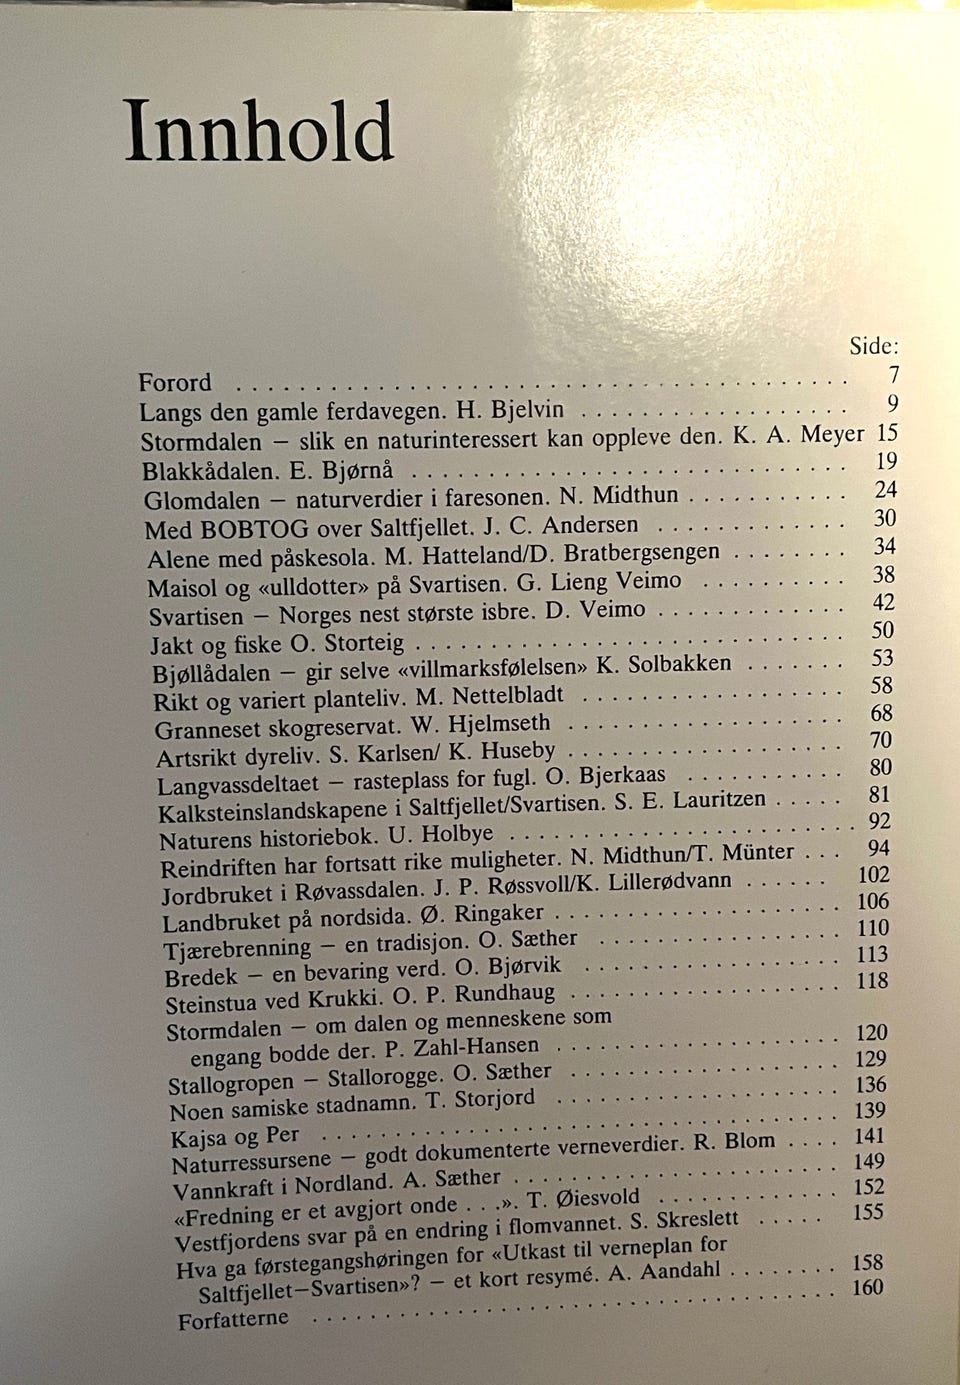 Innhold
Side:
Forord . . . . . . . . . . . . . . . . . . . . . . . . . . . . . . . . . . . . . . . 7
Langs den gamle ferdavegen. H. Bjelvin . . . . . . . . . . . . . . . . . 9
Stormdalen – slik en naturinteressert kan oppleve den. K. A. Meyer 15
Blakkådalen. E. Bjørnå . . . . . . . . . . . . . . . . . . . . . . . . . . . . 19
Glomdalen – naturverdier i faresonen. N. Midthun . . . . . . . . . . 24
Med BOBTOG over Saltfjellet. J. C. Andersen . . . . . . . . . . . . 30
Alene med påskesola. M. Hatteland/D. Bratbergsengen . . . . . . . . 34
Maisol og «ulldotter» på Svartisen. G. Lieng Veimo . . . . . . . . . 38
Svartisen – Norges nest største isbre. D. Veimo . . . . . . . . . . . . 42
Jakt og fiske O. Storteig . . . . . . . . . . . . . . . . . . . . . . . . . . . 50
Bjøllådalen – gir selve «villmarksfølelsen» K. Solbakken . . . . . . . 53
Rikt og variert planteliv. M. Nettelbladt . . . . . . . . . . . . . . . . . 58
Granneset skogreservat. W. Hjelmseth . . . . . . . . . . . . . . . . . . 68
Artsrikt dyreliv. S. Karlsen/ K. Huseby . . . . . . . . . . . . . . . . . . 70
Langvassdeltaet – rasteplass for fugl. O. Bjerkaas . . . . . . . . . . . 80
Kalksteinslandskapene i Saltfjellet/Svartisen. S. E. Lauritzen . . . . . 81
Naturens historiebok. U. Holbye . . . . . . . . . . . . . . . . . . . . . . . 92
Reindriften har fortsatt rike muligheter. N. Midthun/T. Münter . . . 94
Jordbruket i Røvassdalen. J. P. Røssvoll/K. Lillerødvann . . . . . . 102
Landbruket på nordsida. Ø. Ringaker . . . . . . . . . . . . . . . . . . . 106
Tjærebrenning – en tradisjon. O. Sæther . . . . . . . . . . . . . . . . 110
Bredek – en bevaring verd. O. Bjørvik . . . . . . . . . . . . . . . . . 113
Steinstua ved Krukki. O. P. Rundhaug . . . . . . . . . . . . . . . . . . 118
Stormdalen – om dalen og menneskene som
engang bodde der. P. Zahl-Hansen . . . . . . . . . . . . . . . . . . . 120
Stallogropen – Stallorogge. O. Sæther . . . . . . . . . . . . . . . . . . 129
Noen samiske stadnamn. T. Storjord . . . . . . . . . . . . . . . . . . . 136
Kajsa og Per . . . . . . . . . . . . . . . . . . . . . . . . . . . . . . . . . . 139
Naturressursene – godt dokumenterte verneverdier. R. Blom . . . . 141
Vannkraft i Nordland. A. Sæther . . . . . . . . . . . . . . . . . . . . . . 149
«Fredning er et avgjort onde . . .». T. Øiesvold . . . . . . . . . . . . 152
Vestfjordens svar på en endring i flomvannet. S. Skreslett . . . . . 155
Hva ga førstegangshøringen for «Utkast til verneplan for
Saltfjellet–Svartisen»? – et kort resymé. A. Aandahl . . . . . . . . 158
Forfatterne . . . . . . . . . . . . . . . . . . . . . . . . . . . . . . . . . . . 160